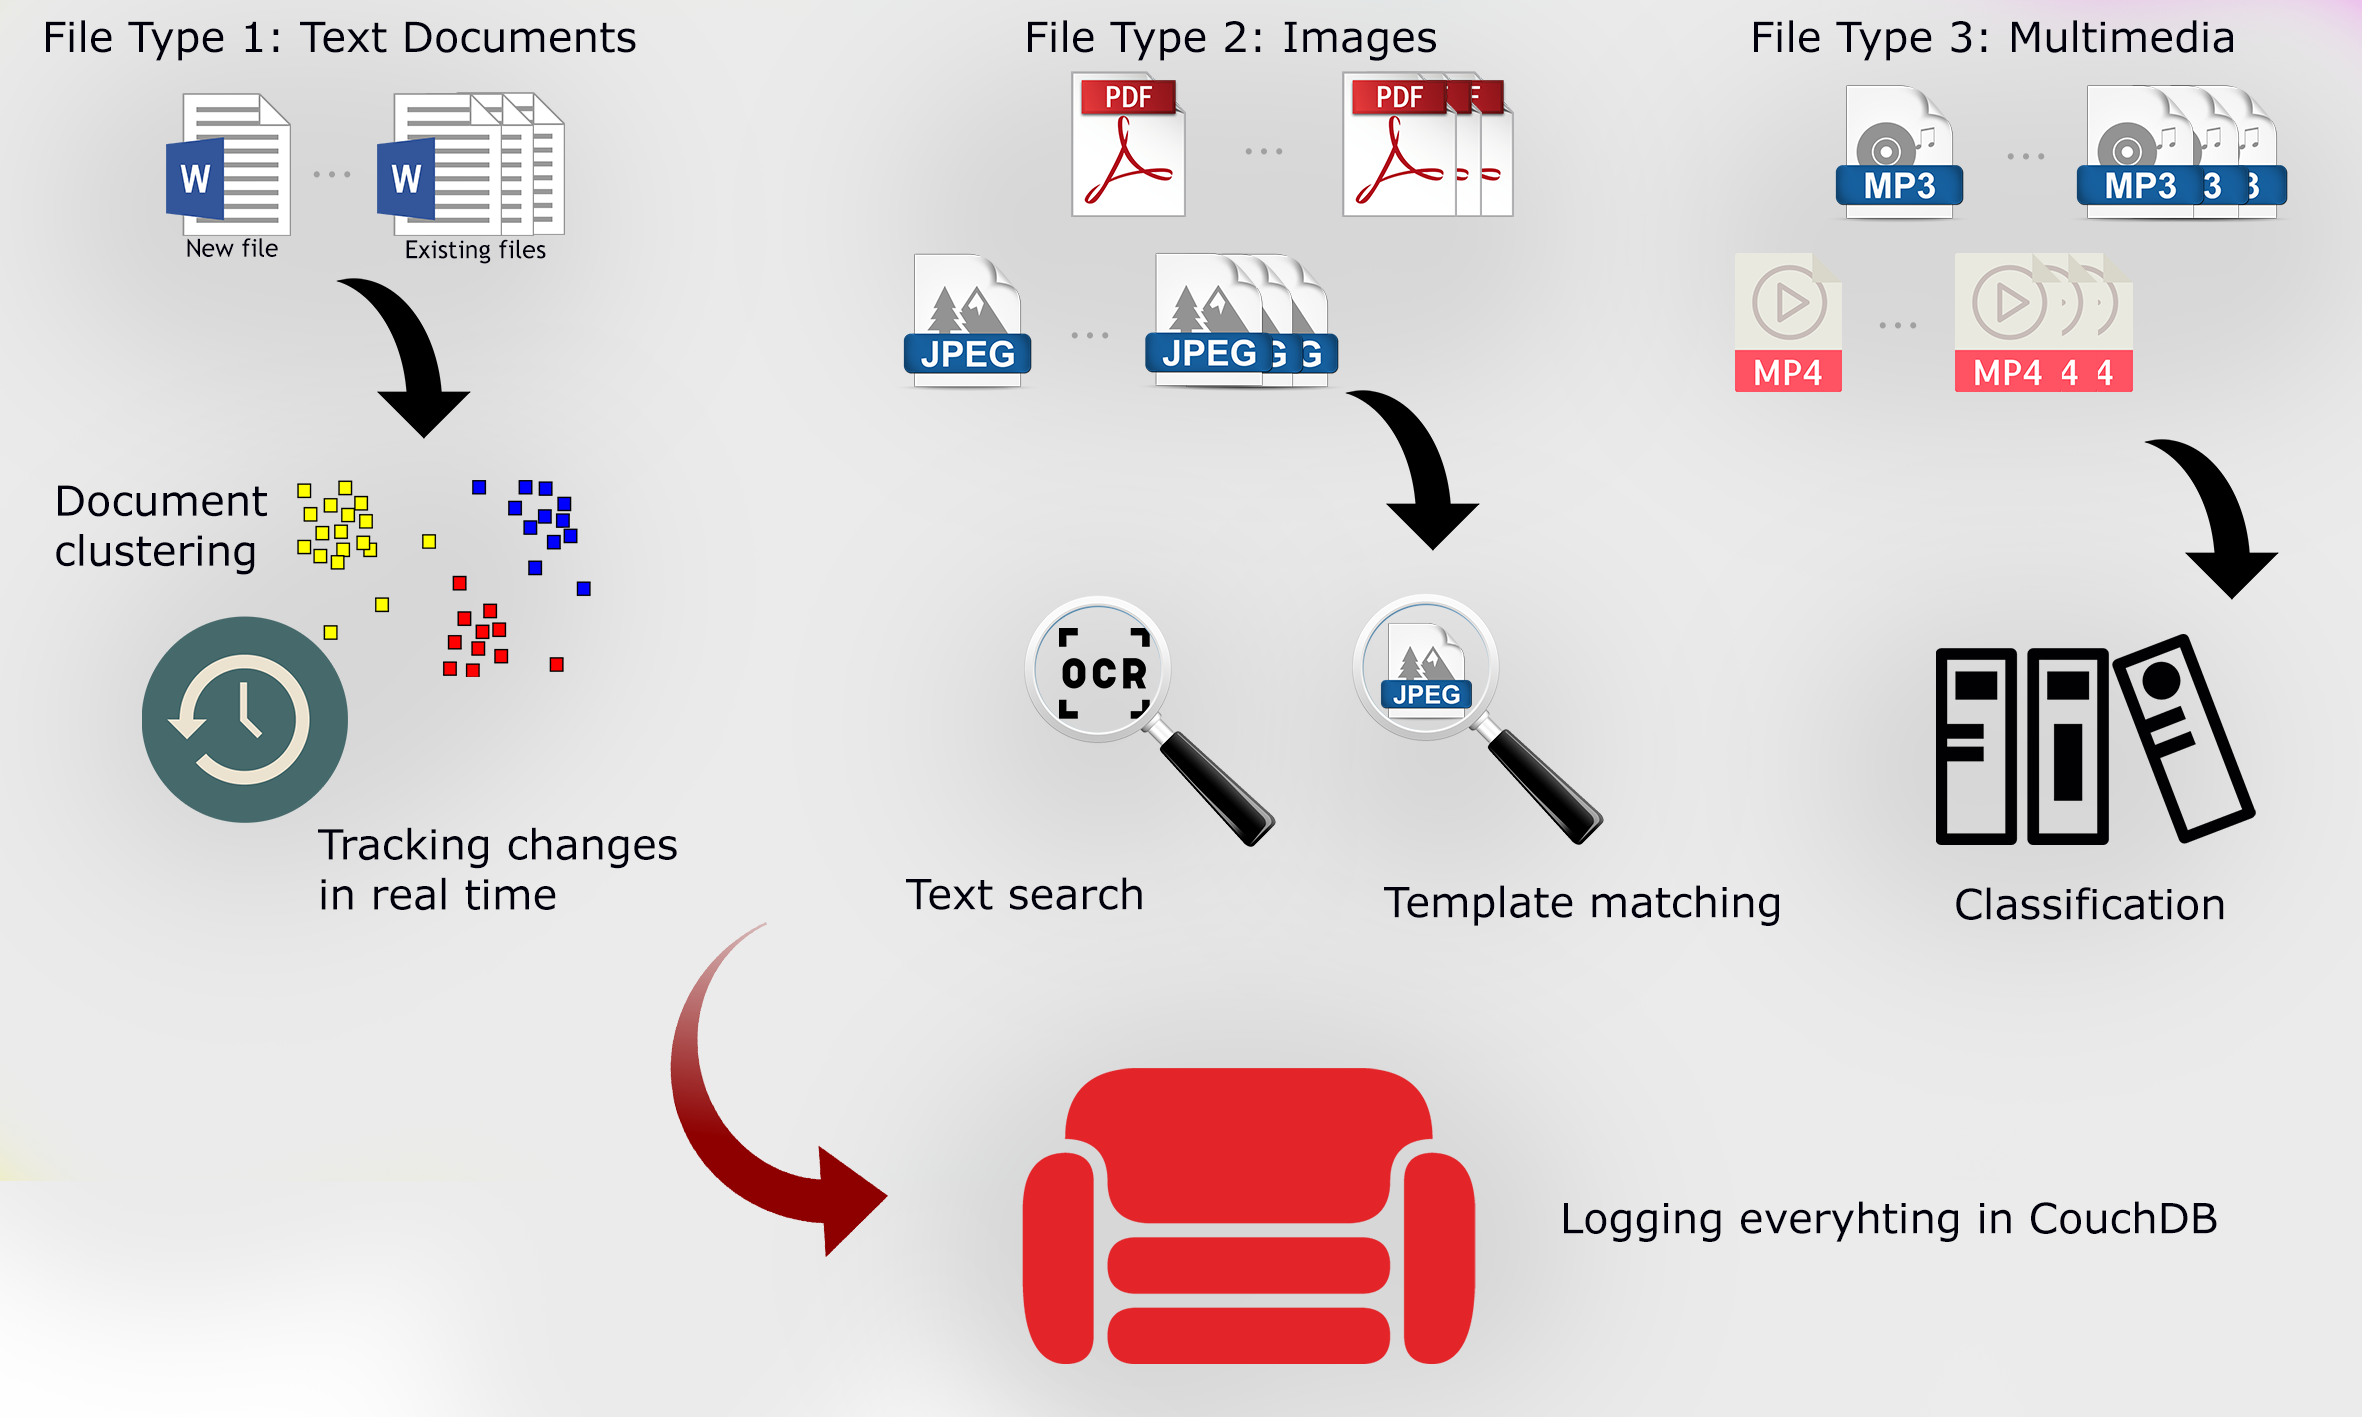 File Type 1: Text Documents
W
W
New file
Existing files
Document
clustering
Tracking changes
in real time
File Type 2: Images
PDF
PDF
F
JPEG
JPEG
G
G
OCR
JPEG
Text search
Template matching
File Type 3: Multimedia
MP3
MP3
3
3
MP4
MP4
4
4
Classification
Logging everyhting in CouchDB